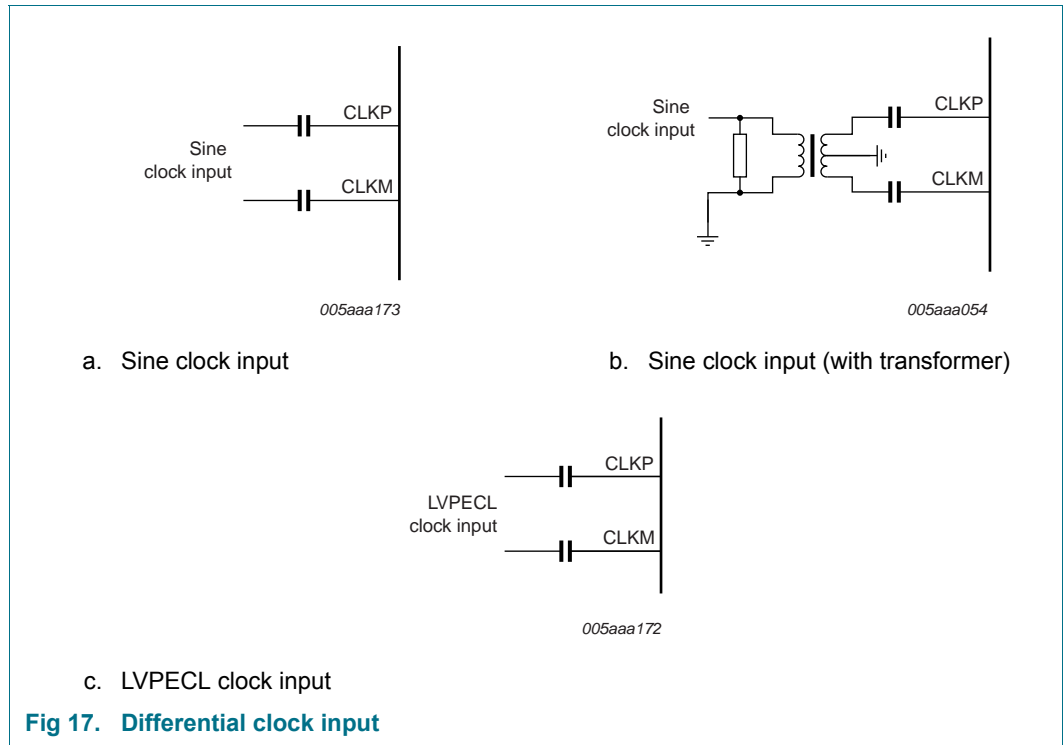 Sine
clock input
CLKP
CLKM
005aaa173
a. Sine clock input
Sine
clock input
CLKP
CLKM
005aaa054
b. Sine clock input (with transformer)
LVPECL
clock input
CLKP
CLKM
005aaa172
c. LVPECL clock input
Fig 17. Differential clock input